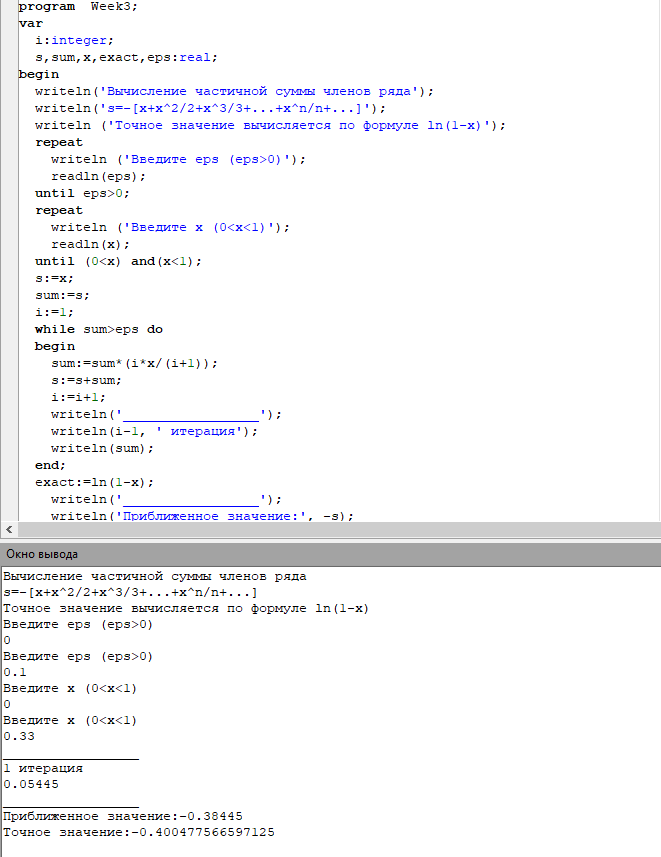 program  Week3;
var
  i:integer;
  s,sum,x,exact,eps:real;
begin
  writeln('Вычисление частичной суммы членов ряда');
  writeln('s=-[x+x^2/2+x^3/3+...+x^n/n+...]');
  writeln ('Точное значение вычисляется по формуле ln(1-x)');
  repeat
    writeln ('Введите eps (eps>0)');
    readln(eps);
  until eps>0;
  repeat
    writeln ('Введите x (0<x<1)');
    readln(x);
  until (0<x) and(x<1);
  s:=x;
  sum:=s;
  i:=1;
  while sum>eps do
  begin
    sum:=sum*(i*x/(i+1));
    s:=s+sum;
    i:=i+1;
    writeln('_________________');
    writeln(i-1, ' итерация');
    writeln(sum);
  end;
  exact:=ln(1-x);
    writeln('_________________');
    writeln('Приближенное значение:', -s);
Окно вывода
Вычисление частичной суммы членов ряда
s=-[x+x^2/2+x^3/3+...+x^n/n+...]
Точное значение вычисляется по формуле ln(1-x)
Введите eps (eps>0)
0
Введите eps (eps>0)
0.1
Введите x (0<x<1)
0
Введите x (0<x<1)
0.33
_________________
1 итерация
0.05445
_________________
Приближенное значение:-0.38445
Точное значение:-0.400477566597125